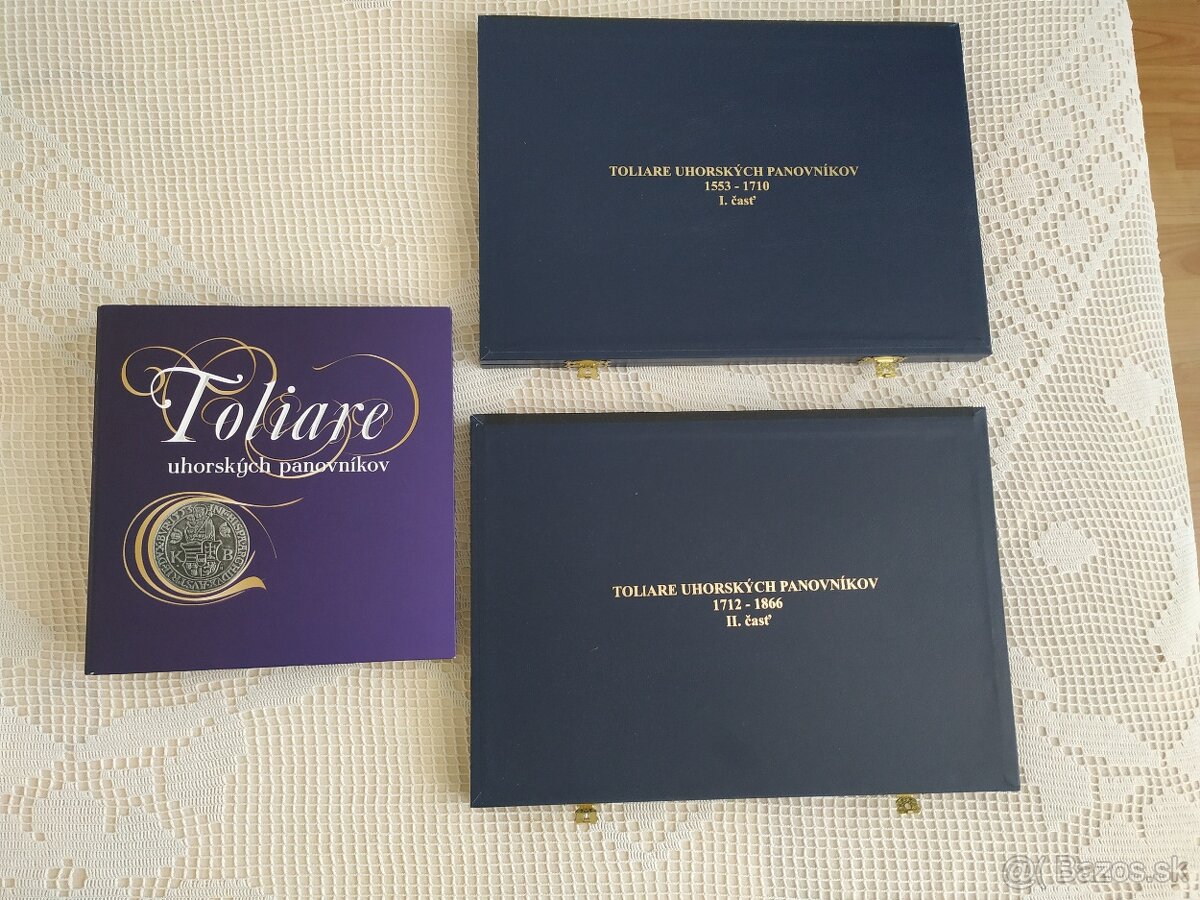 TOLIARE UHORSKÝCH PANOVNÍKOV
1553 - 1710
I. časť
Toliare
uhorských panovníkov
K B
TOLIARE UHORSKÝCH PANOVNÍKOV
1712 - 1866
II. časť
Bazos.sk